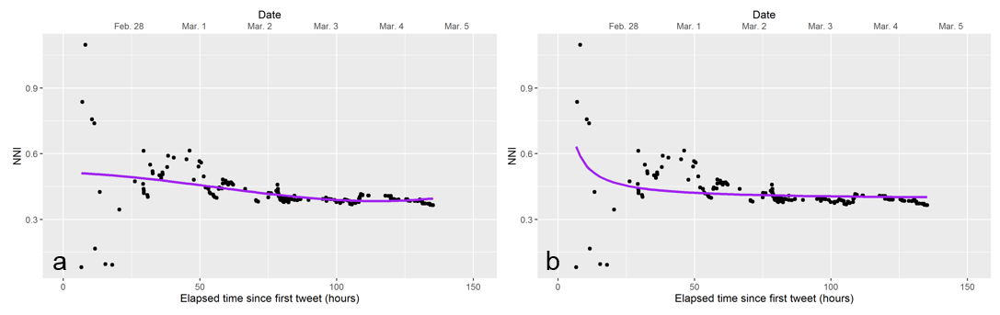 Date
Feb. 28 Mar. 1 Mar. 2 Mar. 3 Mar. 4 Mar. 5
NNI
0.9
0.6
0.3
a
0 50 100 150
Elapsed time since first tweet (hours)
Date
Feb. 28 Mar. 1 Mar. 2 Mar. 3 Mar. 4 Mar. 5
NNI
0.9
0.6
0.3
b
0 50 100 150
Elapsed time since first tweet (hours)